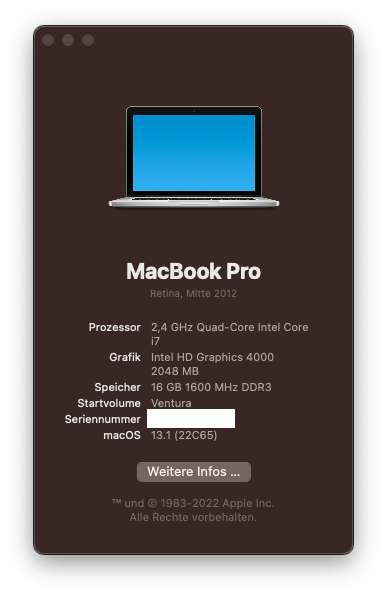 MacBook Pro
Retina, Mitte 2012
Prozessor 2,4 GHz Quad-Core Intel Core
i7
Grafik Intel HD Graphics 4000
2048 MB
Speicher 16 GB 1600 MHz DDR3
Startvolume Ventura
Seriennummer
macOS 13.1 (22C65)
Weitere Infos ...
™ und © 1983-2022 Apple Inc.
Alle Rechte vorbehalten.